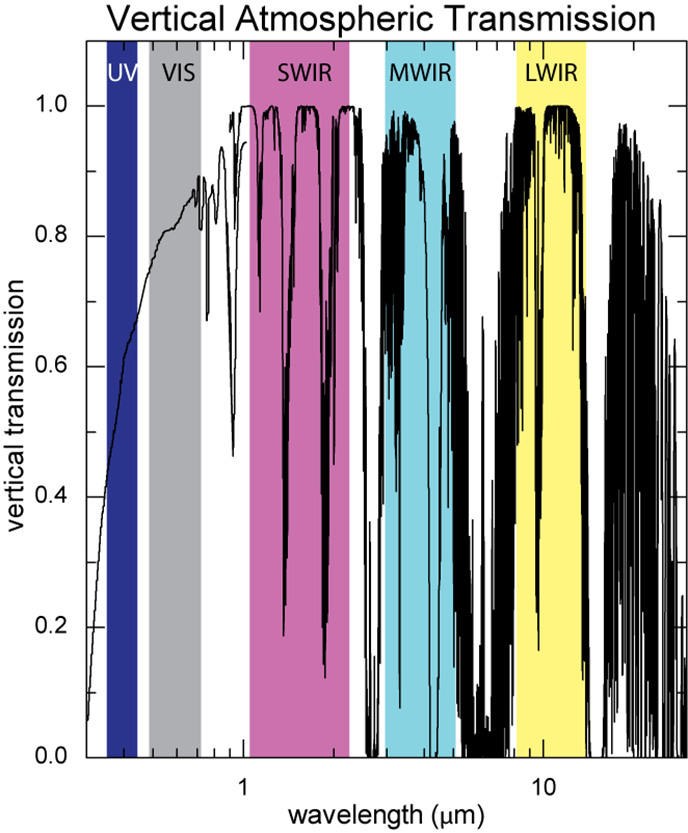 Vertical Atmospheric Transmission
UV VIS SWIR MWIR LWIR
1.0
0.8
0.6
0.4
0.2
0.0
vertical transmission
1 10
wavelength (μm)